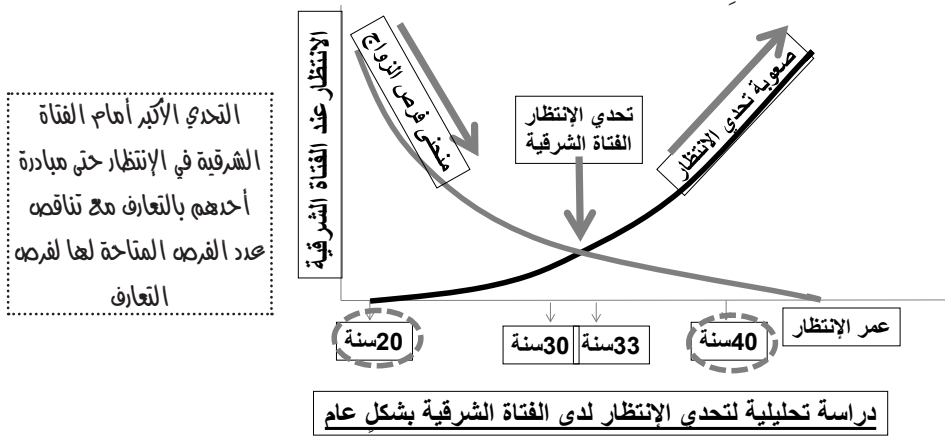 الانتظار عند الفتاة الشرقية
منحنى فرص الزواج
صعوبة تحدي الانتظار
تحدي الإنتظار
الفتاة الشرقية
التحدي الأكبر أمام الفتاة
الشرقية في الإنتظار حتى مبادرة
أحدهم بالتعارف مع تناقص
عدد الفرص المتاحة لها لفرص
التعارف
عمر الإنتظار
40سنة
33سنة
30سنة
20سنة
دراسة تحليلية لتحدي الإنتظار لدى الفتاة الشرقية بشكلٍ عام